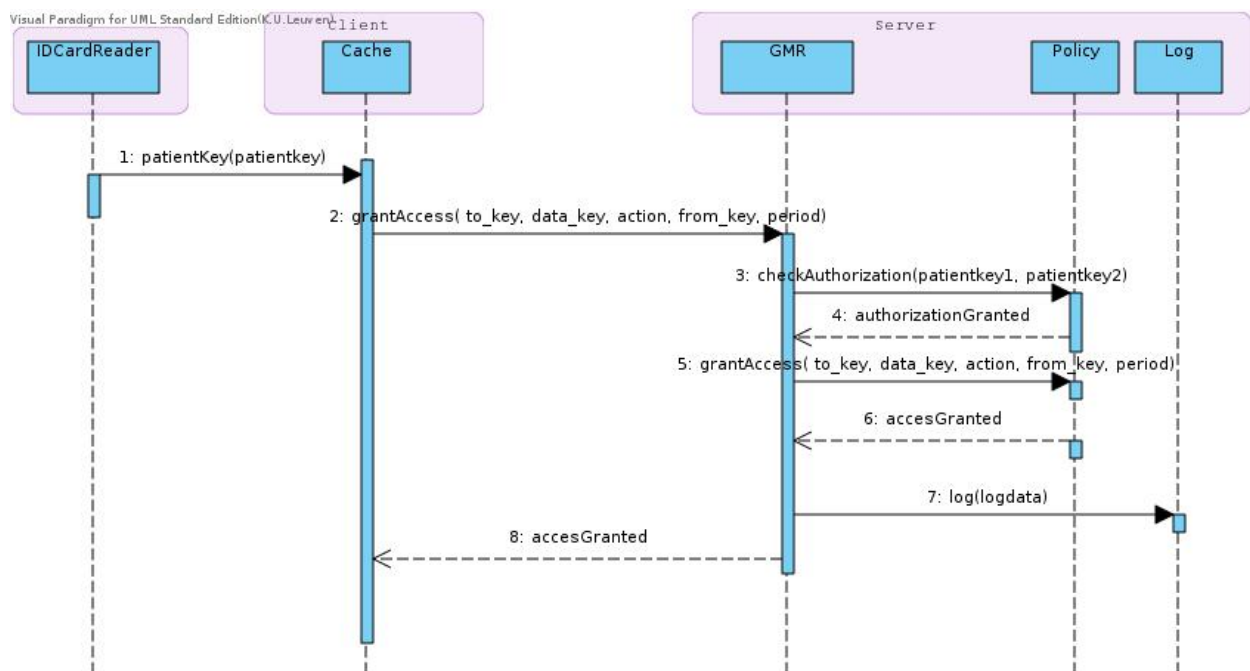 Visual Paradigm for UML Standard Edition(K.U.Leuven)
Client
Server
IDCardReader
Cache
GMR
Policy
Log
1: patientKey(patientkey)
2: grantAccess( to_key, data_key, action, from_key, period)
3: checkAuthorization(patientkey1, patientkey2)
4: authorizationGranted
5: grantAccess( to_key, data_key, action, from_key, period)
6: accesGranted
7: log(logdata)
8: accesGranted